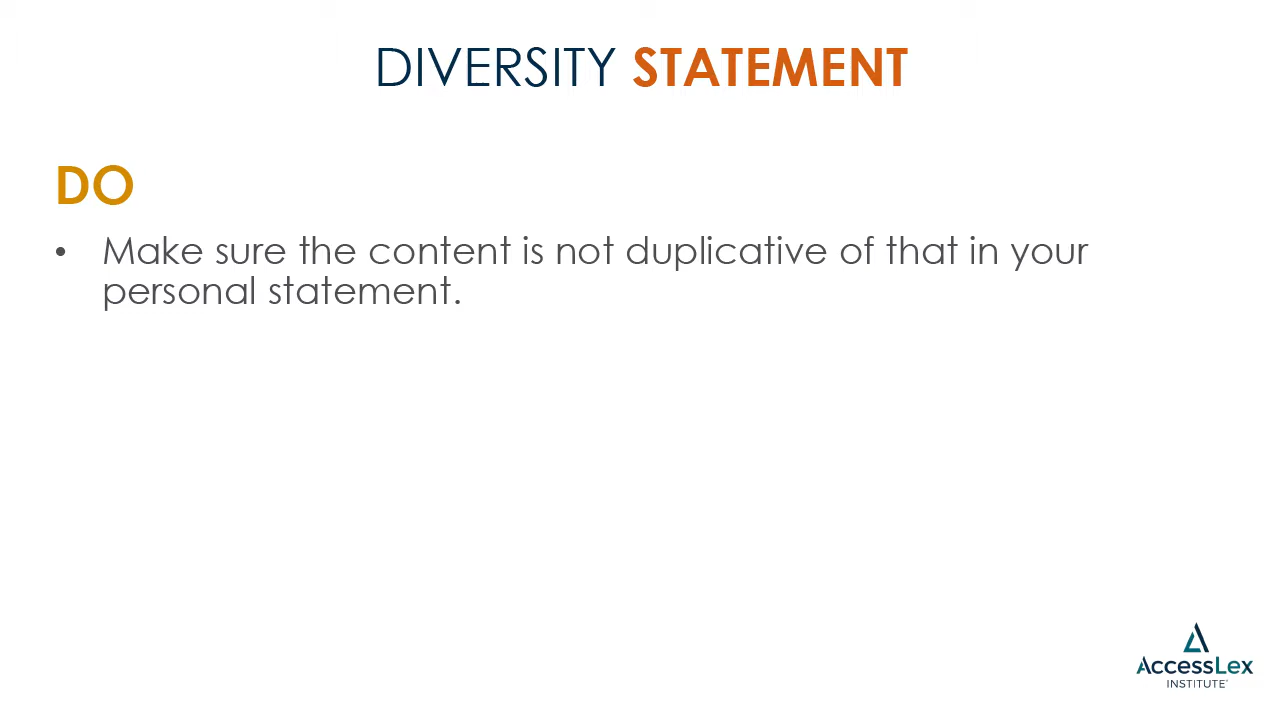 DIVERSITY STATEMENT
DO
• Make sure the content is not duplicative of that in your
personal statement.
AccessLex
INSTITUTE®